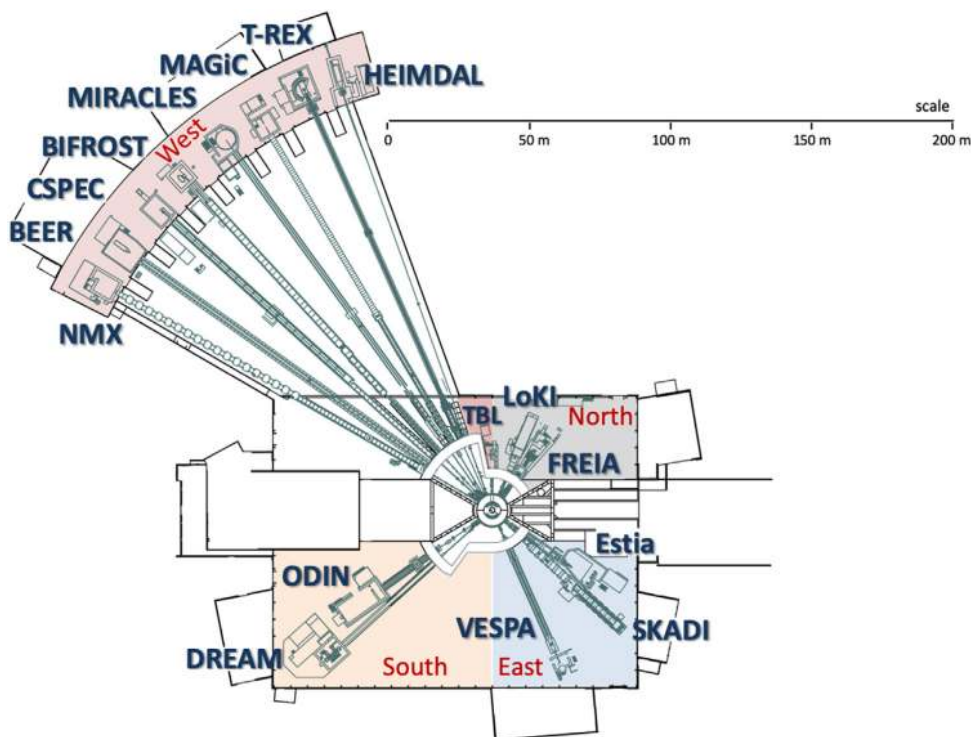 T-REX
MAGiC
HEIMDAL
MIRACLES
BIFROST
West
CSPEC
BEER
NMX
scale
0
50 m
100 m
150 m
200 m
LoKI
TBL
North
FREIA
Estia
ODIN
VESPA
SKADI
DREAM
South
East